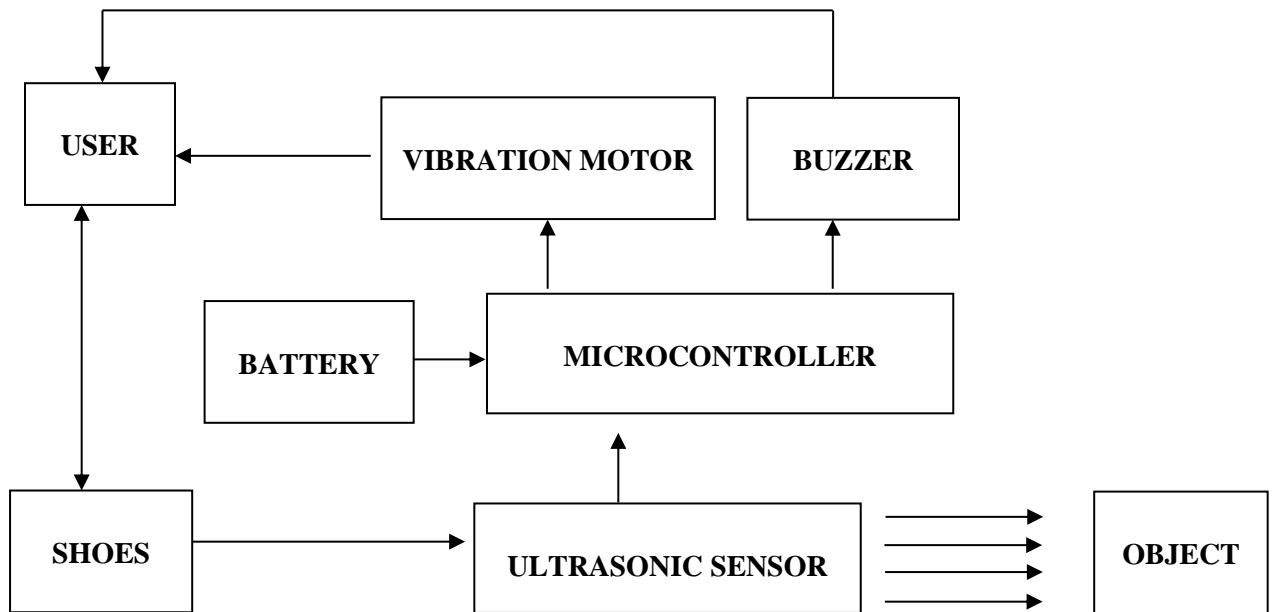 USER
VIBRATION MOTOR
BUZZER
BATTERY
MICROCONTROLLER
SHOES
ULTRASONIC SENSOR
OBJECT